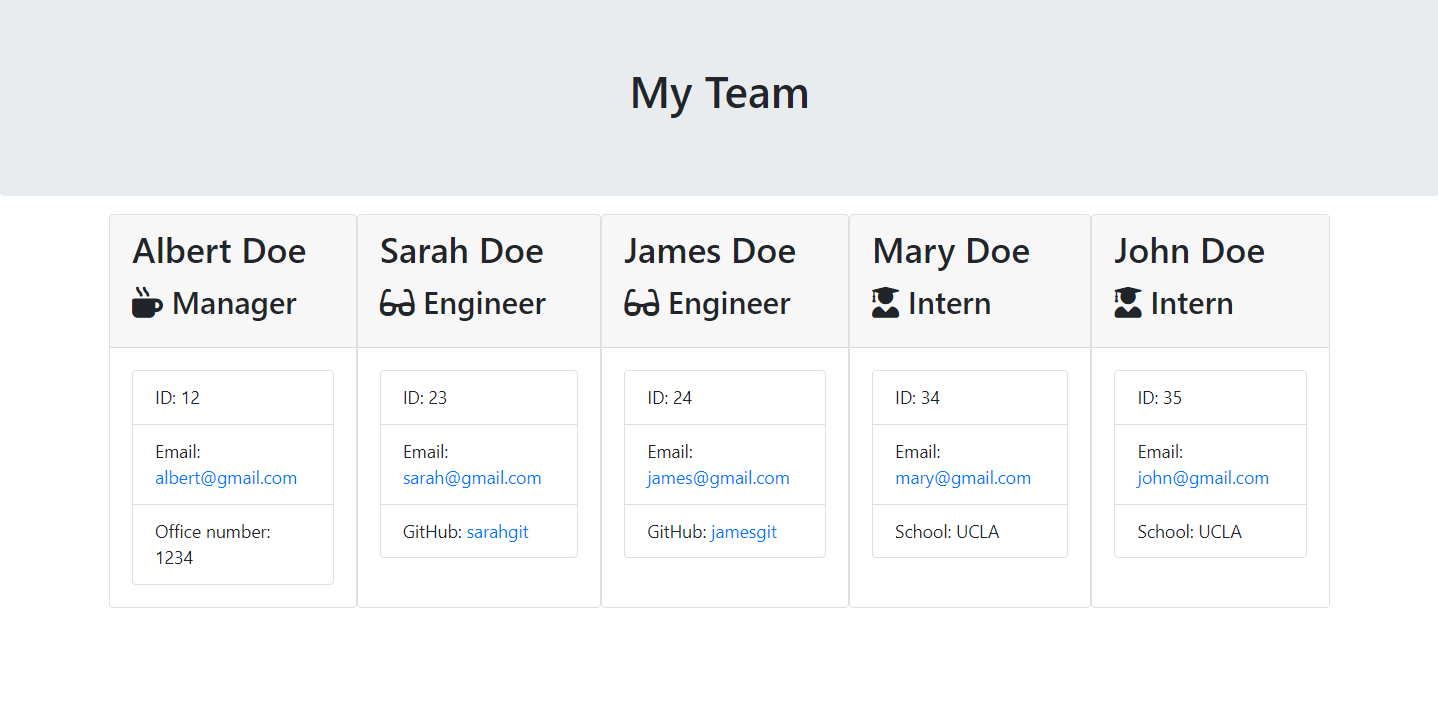 My Team
Albert Doe
Manager
ID: 12
Email:
albert@gmail.com
Office number:
1234
Sarah Doe
Engineer
ID: 23
Email:
sarah@gmail.com
GitHub: sarahgit
James Doe
Engineer
ID: 24
Email:
james@gmail.com
GitHub: jamesgit
Mary Doe
Intern
ID: 34
Email:
mary@gmail.com
School: UCLA
John Doe
Intern
ID: 35
Email:
john@gmail.com
School: UCLA